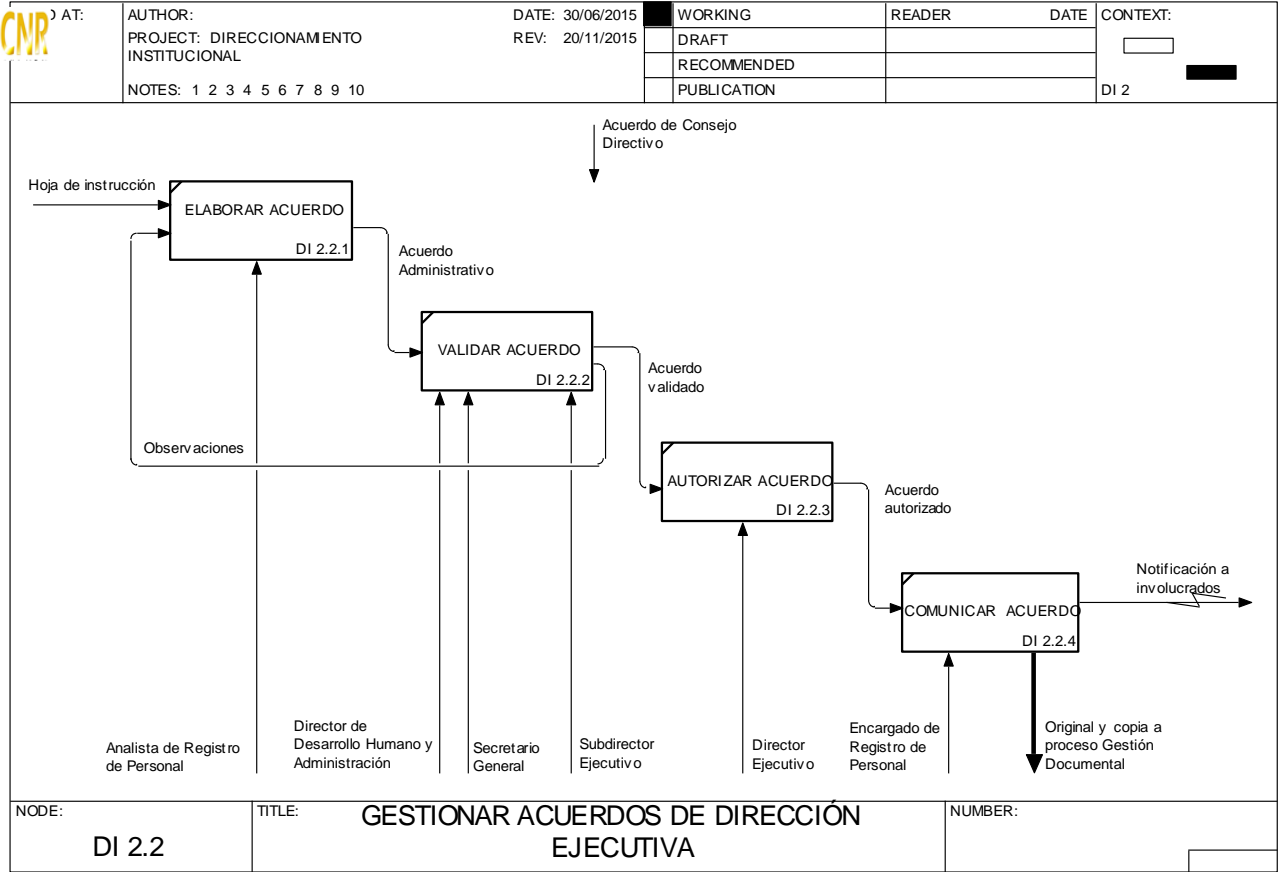 CNR
D AT:
AUTHOR:
DATE: 30/06/2015
PROJECT: DIRECCIONAMIENTO
REV: 20/11/2015
INSTITUCIONAL
NOTES: 1 2 3 4 5 6 7 8 9 10
WORKING
READER
DATE
DRAFT
RECOMMENDED
PUBLICATION
CONTEXT:
DI 2
Acuerdo de Consejo
Directivo
Hoja de instrucción
ELABORAR ACUERDO
DI 2.2.1
Acuerdo
Administrativo
VALIDAR ACUERDO
DI 2.2.2
Acuerdo
validado
Observaciones
AUTORIZAR ACUERDO
DI 2.2.3
Acuerdo
autorizado
COMUNICAR ACUERDO
DI 2.2.4
Notificación a
involucrados
Analista de Registro
de Personal
Director de
Desarrollo Humano y
Administración
Secretario
General
Subdirector
Ejecutivo
Director
Ejecutivo
Encargado de
Registro de
Personal
Original y copia a
proceso Gestión
Documental
NODE:
DI 2.2
TITLE:
GESTIONAR ACUERDOS DE DIRECCIÓN
EJECUTIVA
NUMBER: